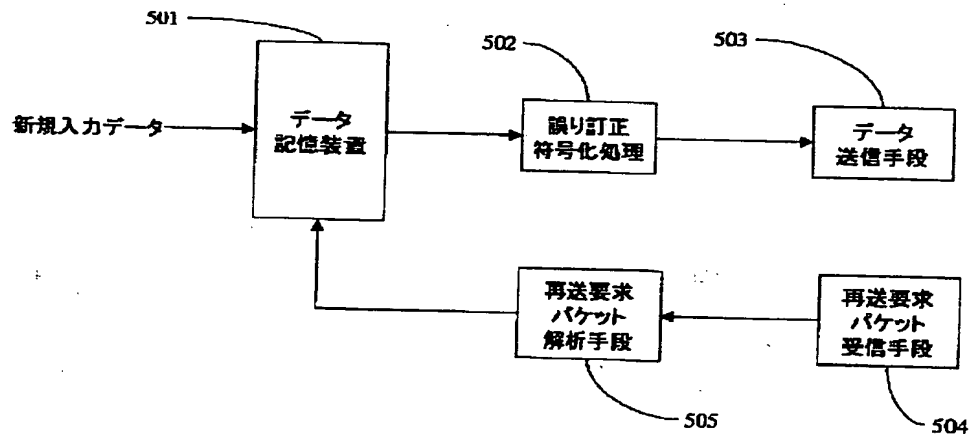 501
502
503
新規入力データ
データ
記憶装置
誤り訂正
符号化処理
データ
送信手段
再送要求
パケット
解析手段
再送要求
パケット
受信手段
505
504